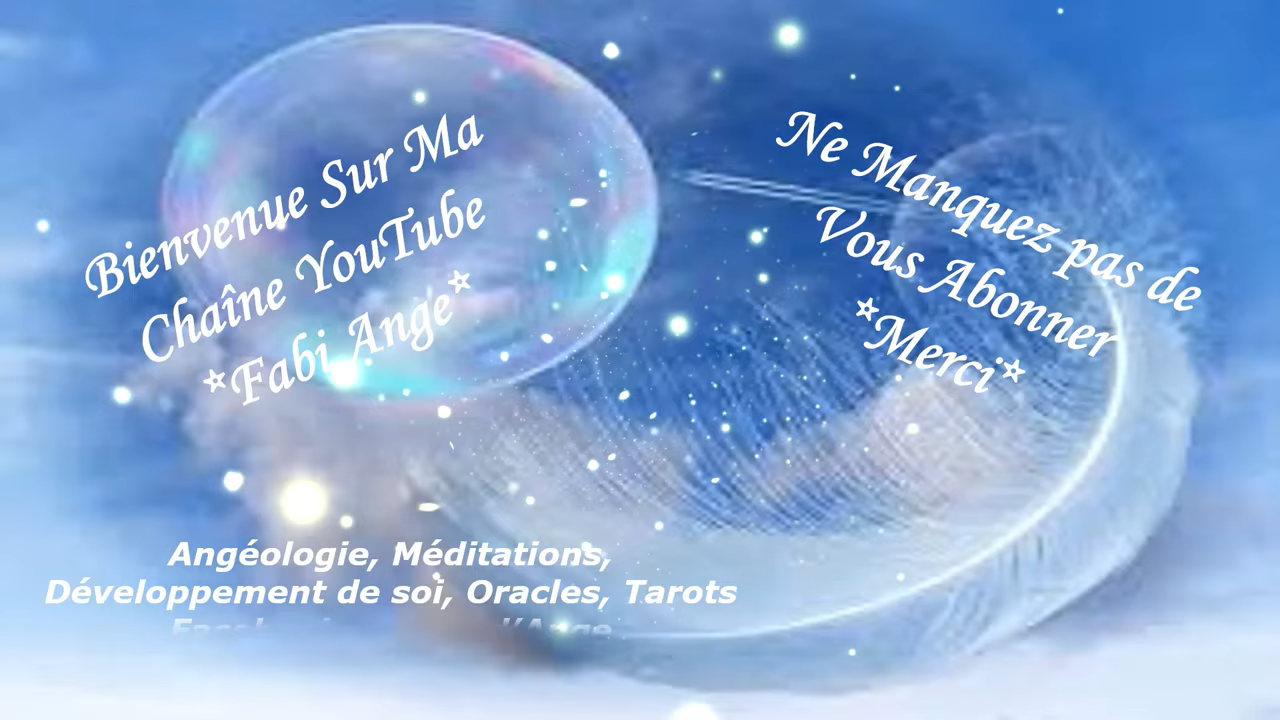 Bienvenue Sur Ma
Chaîne YouTube
*Fabi Ange*
Ne Manquez pas de
Vous Abonner
*Merci*
Angéologie, Méditations,
Développement de soi, Oracles, Tarots
l'Ange